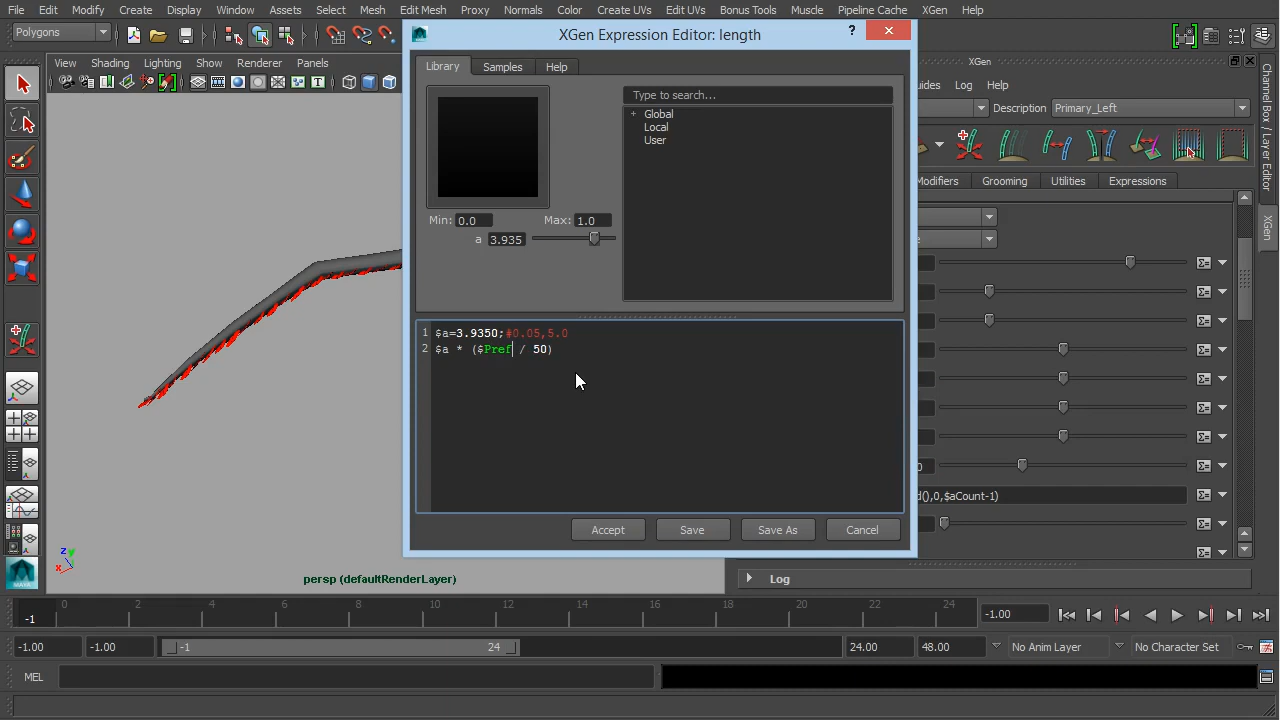 File Edit Modify Create Display Window Assets Select Mesh Edit Mesh Proxy Normals Color Create UVs Edit UVs Bonus Tools Muscle Pipeline Cache XGen Help
Polygons
XGen Expression Editor: length
?
View Shading Lighting Show Renderer Panels
XGen
Log Help
Description Primary_Left
Grooming Utilities Expressions
Library Samples Help
Type to search...
+ Global
Local
User
Min: 0.0 Max: 1.0
a 3.935
1 $a=3.9350;#0.05,5.0
2 $a * ($Pref / 50)
Accept Save Save As Cancel
(),0,$aCount-1)
Channel Box / Layer Editor
XGen
z y
x
persp (defaultRenderLayer)
Log
0 2 4 6 8 10 12 14 16 18 20 22 24
-1
-1.00
-1.00 -1.00 -1 24 24.00 48.00 No Anim Layer No Character Set
MEL